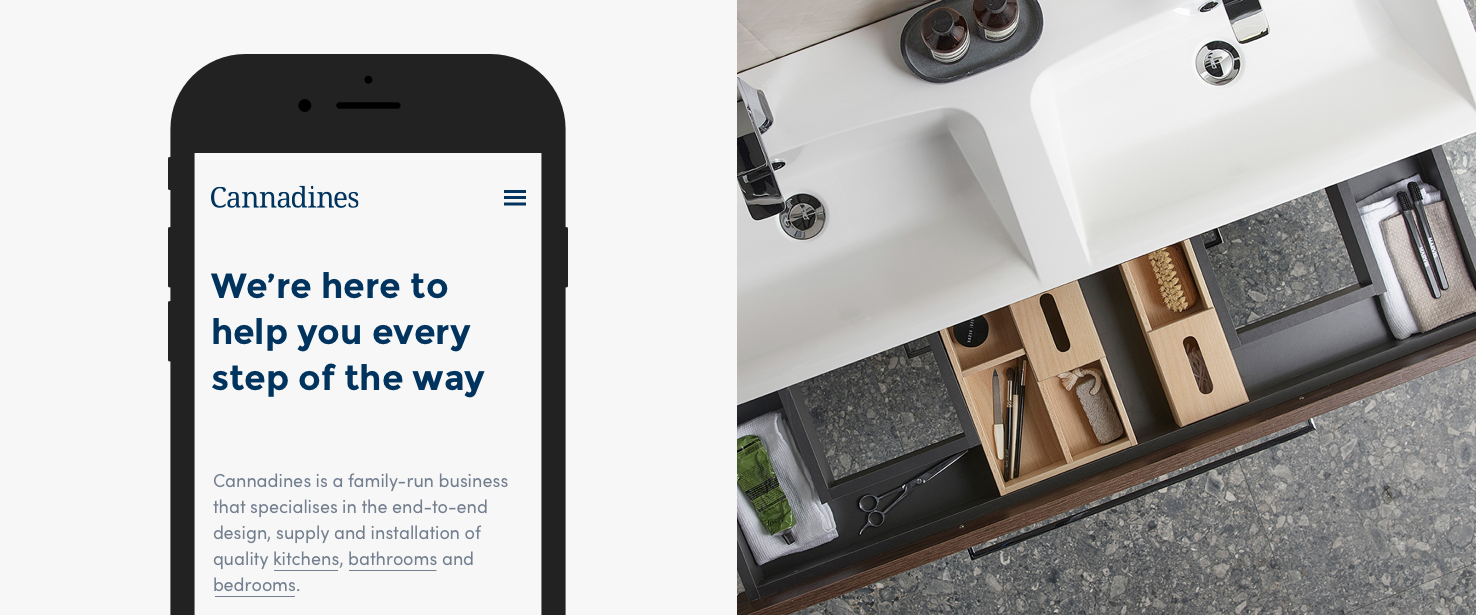 Cannadines
We’re here to
help you every
step of the way
Cannadines is a family-run business
that specialises in the end-to-end
design, supply and installation of
quality kitchens, bathrooms and
bedrooms.